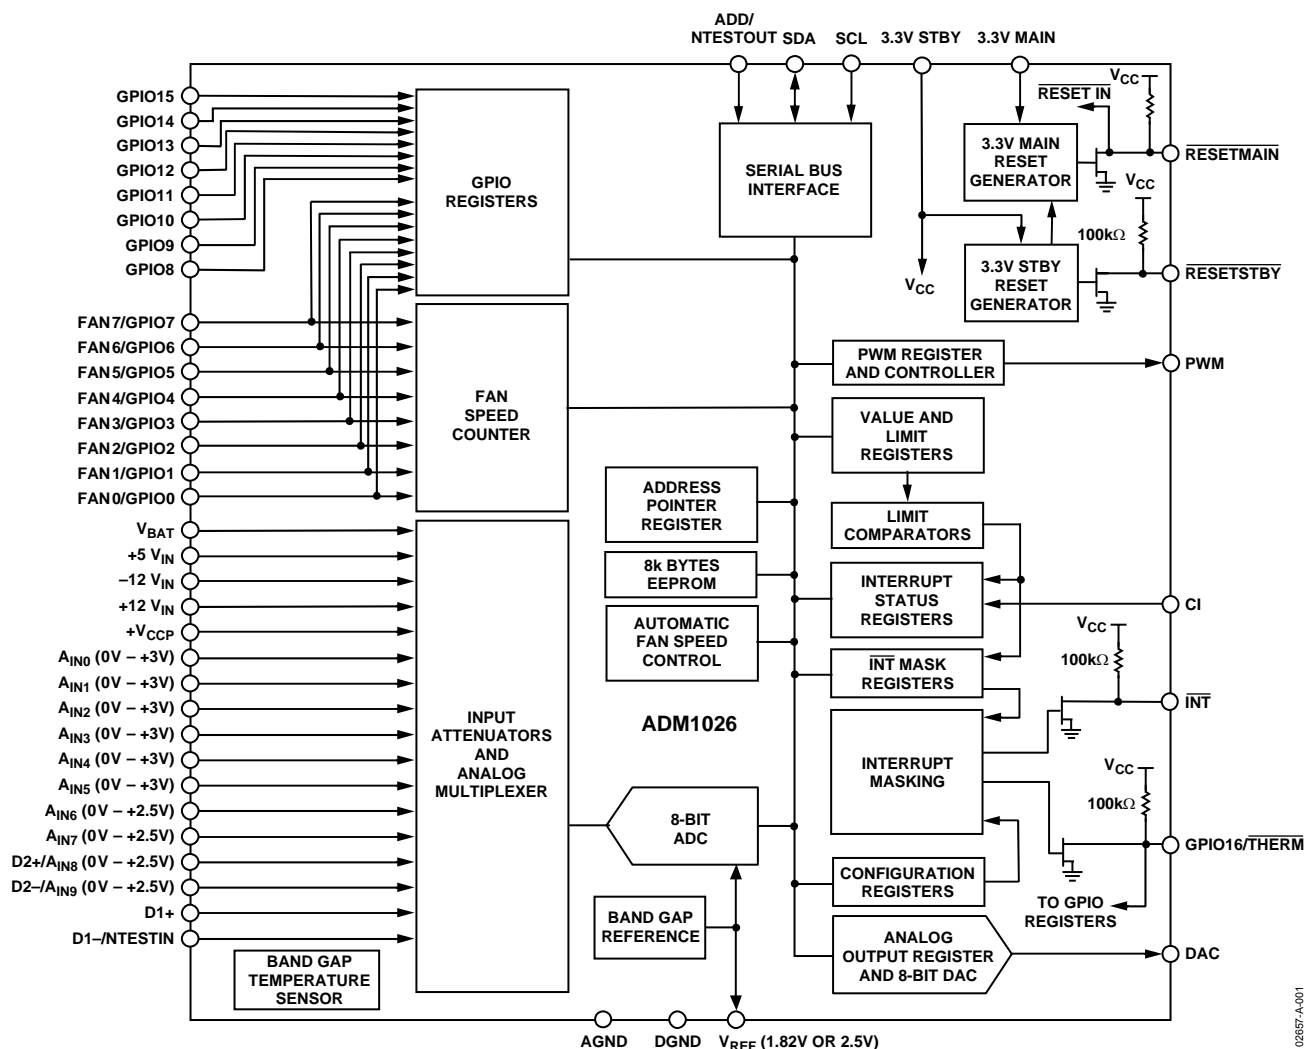 ADD/
NTESTOUT SDA SCL 3.3V STBY 3.3V MAIN
GPIO15
GPIO14
GPIO13
GPIO12
GPIO11
GPIO10
GPIO9
GPIO8
FAN7/GPIO7
FAN6/GPIO6
FAN5/GPIO5
FAN4/GPIO4
FAN3/GPIO3
FAN2/GPIO2
FAN1/GPIO1
FAN0/GPIO0
VBAT
+5 VIN
–12 VIN
+12 VIN
+VCCP
AIN0 (0V – +3V)
AIN1 (0V – +3V)
AIN2 (0V – +3V)
AIN3 (0V – +3V)
AIN4 (0V – +3V)
AIN5 (0V – +3V)
AIN6 (0V – +2.5V)
AIN7 (0V – +2.5V)
D2+/AIN8 (0V – +2.5V)
D2–/AIN9 (0V – +2.5V)
D1+
D1–/NTESTIN
GPIO
REGISTERS
FAN
SPEED
COUNTER
INPUT
ATTENUATORS
AND
ANALOG
MULTIPLEXER
BAND GAP
TEMPERATURE
SENSOR
SERIAL BUS
INTERFACE
ADDRESS
POINTER
REGISTER
8k BYTES
EEPROM
AUTOMATIC
FAN SPEED
CONTROL
ADM1026
8-BIT
ADC
BAND GAP
REFERENCE
VCC
3.3V MAIN
RESET
GENERATOR
3.3V STBY
RESET
GENERATOR
RESET IN
VCC
RESETMAIN
VCC
100kΩ
RESETSTBY
PWM REGISTER
AND CONTROLLER
PWM
VALUE AND
LIMIT
REGISTERS
LIMIT
COMPARATORS
INTERRUPT
STATUS
REGISTERS
CI
INT MASK
REGISTERS
VCC
100kΩ
INT
INTERRUPT
MASKING
VCC
100kΩ
GPIO16/THERM
CONFIGURATION
REGISTERS
TO GPIO
REGISTERS
ANALOG
OUTPUT REGISTER
AND 8-BIT DAC
DAC
AGND DGND VREF (1.82V OR 2.5V)
02657-A-001